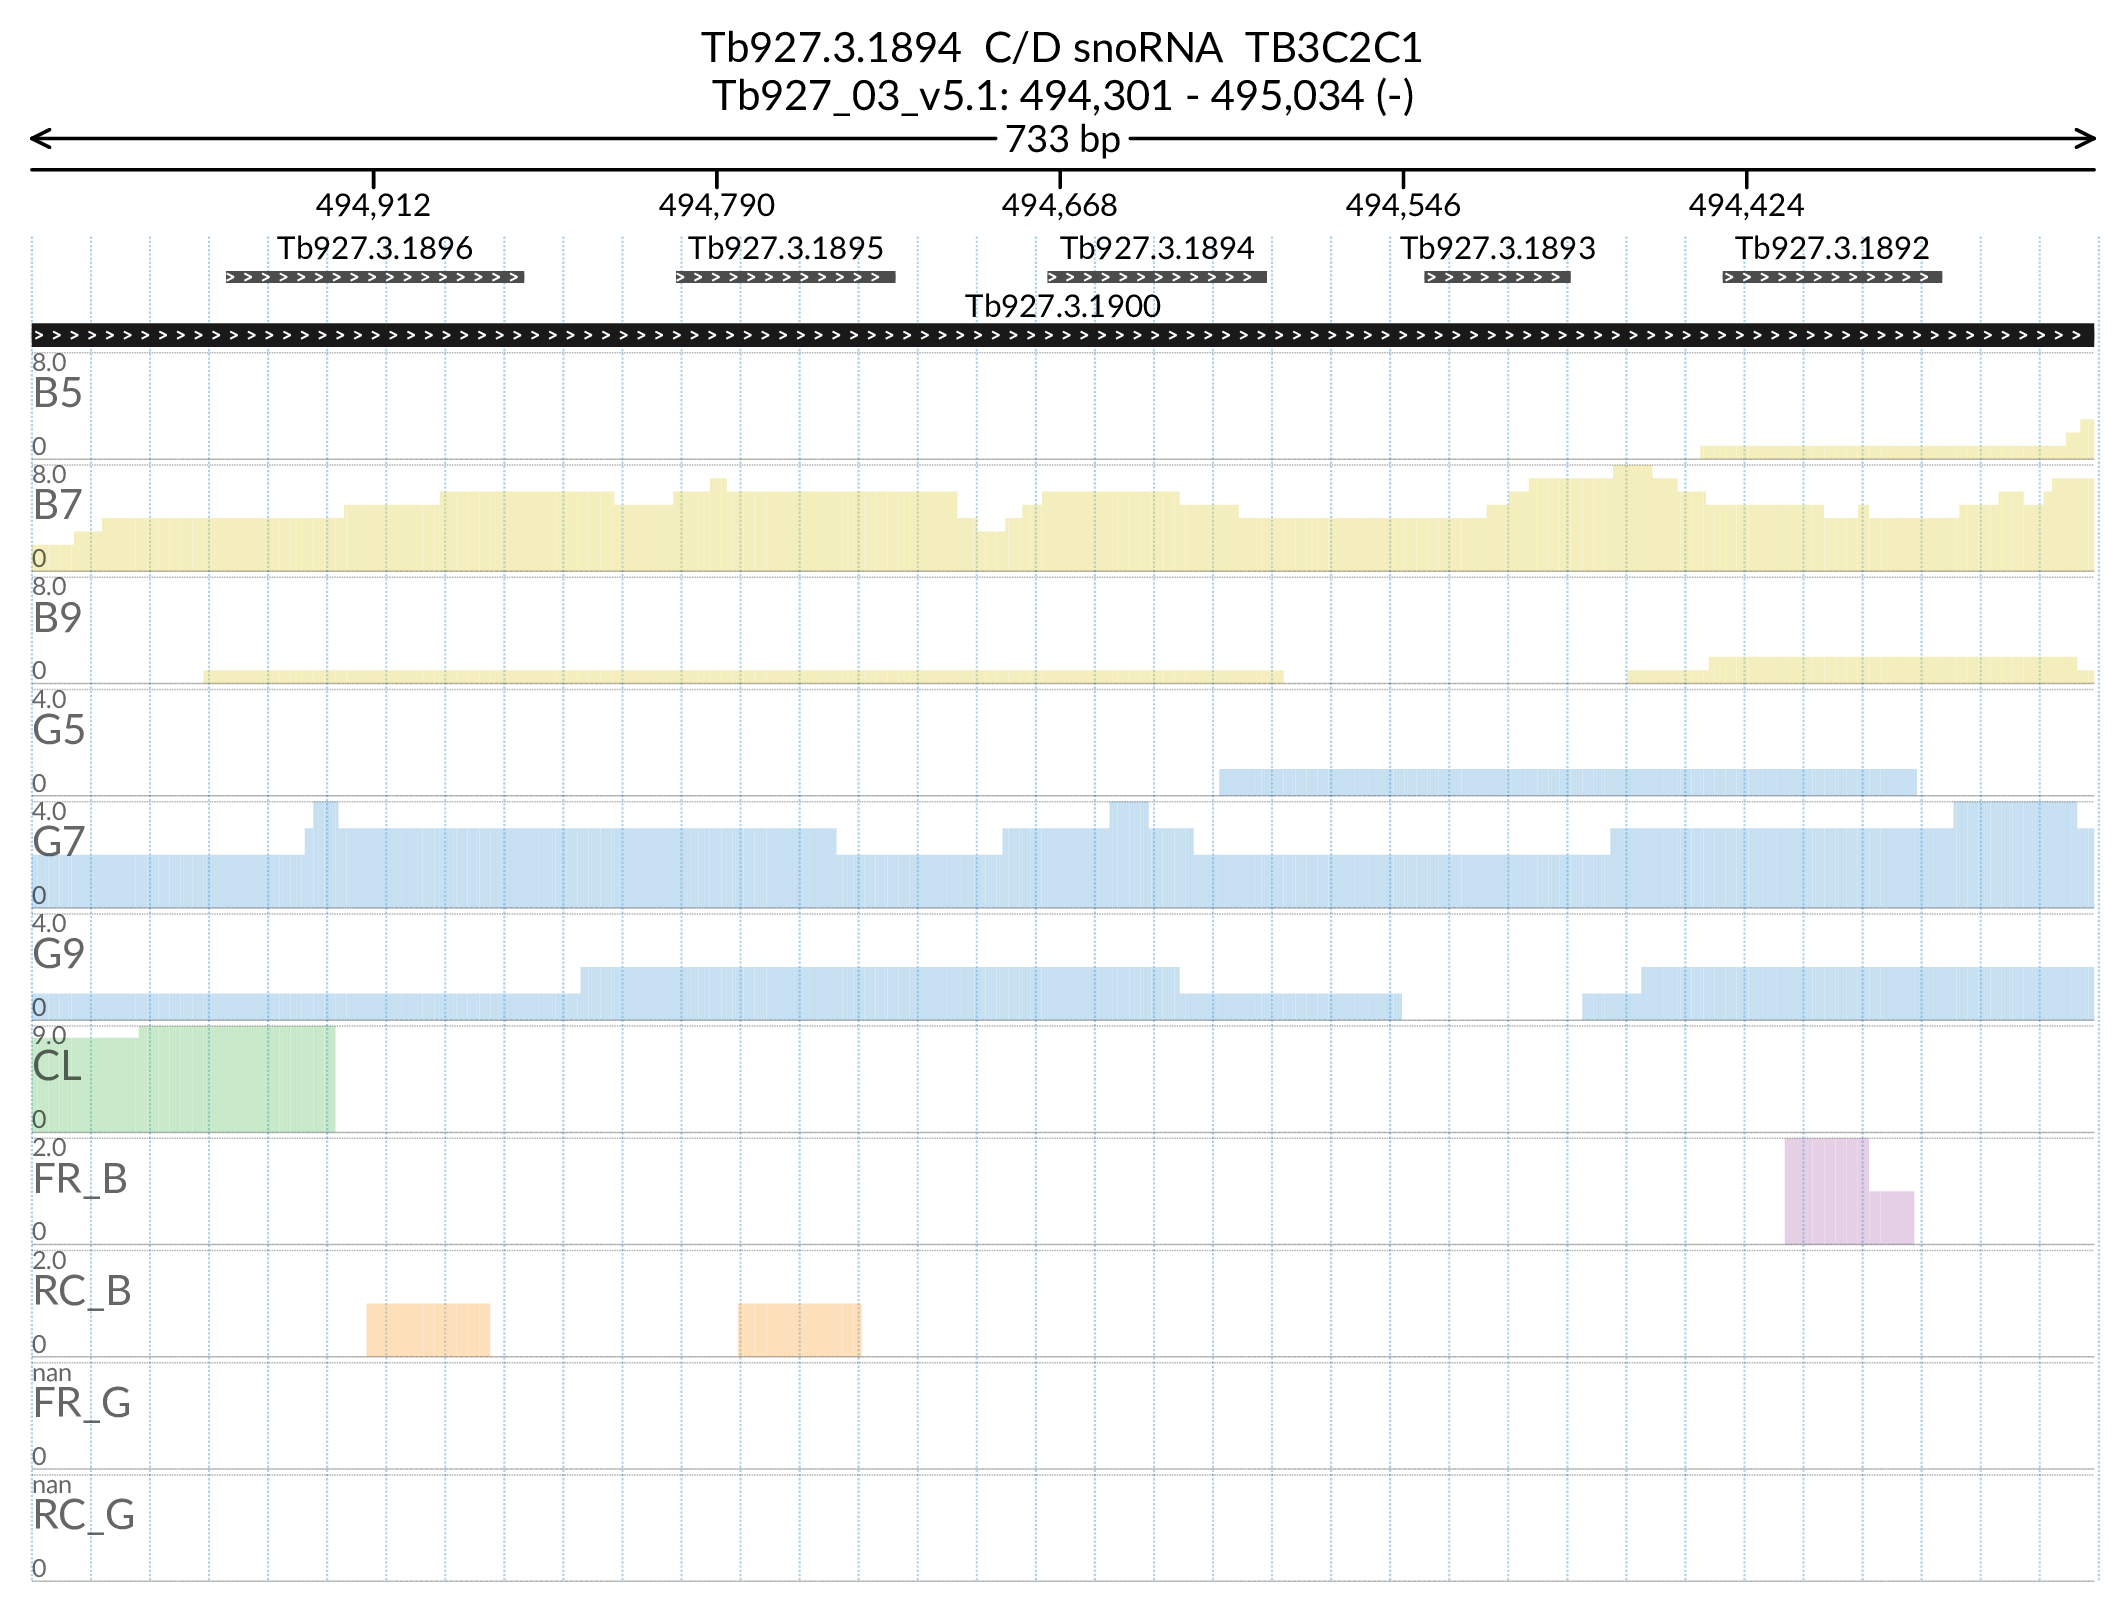 Tb927.3.1894  C/D snoRNA  TB3C2C1
Tb927_03_v5.1: 494,301 - 495,034 (-)
733 bp
494,912 494,790 494,668 494,546 494,424
Tb927.3.1896 Tb927.3.1895 Tb927.3.1894 Tb927.3.1893 Tb927.3.1892
Tb927.3.1900
8.0
B5
0
8.0
B7
0
8.0
B9
0
4.0
G5
0
4.0
G7
0
4.0
G9
0
9.0
CL
0
2.0
FR_B
0
2.0
RC_B
0
nan
FR_G
0
nan
RC_G
0